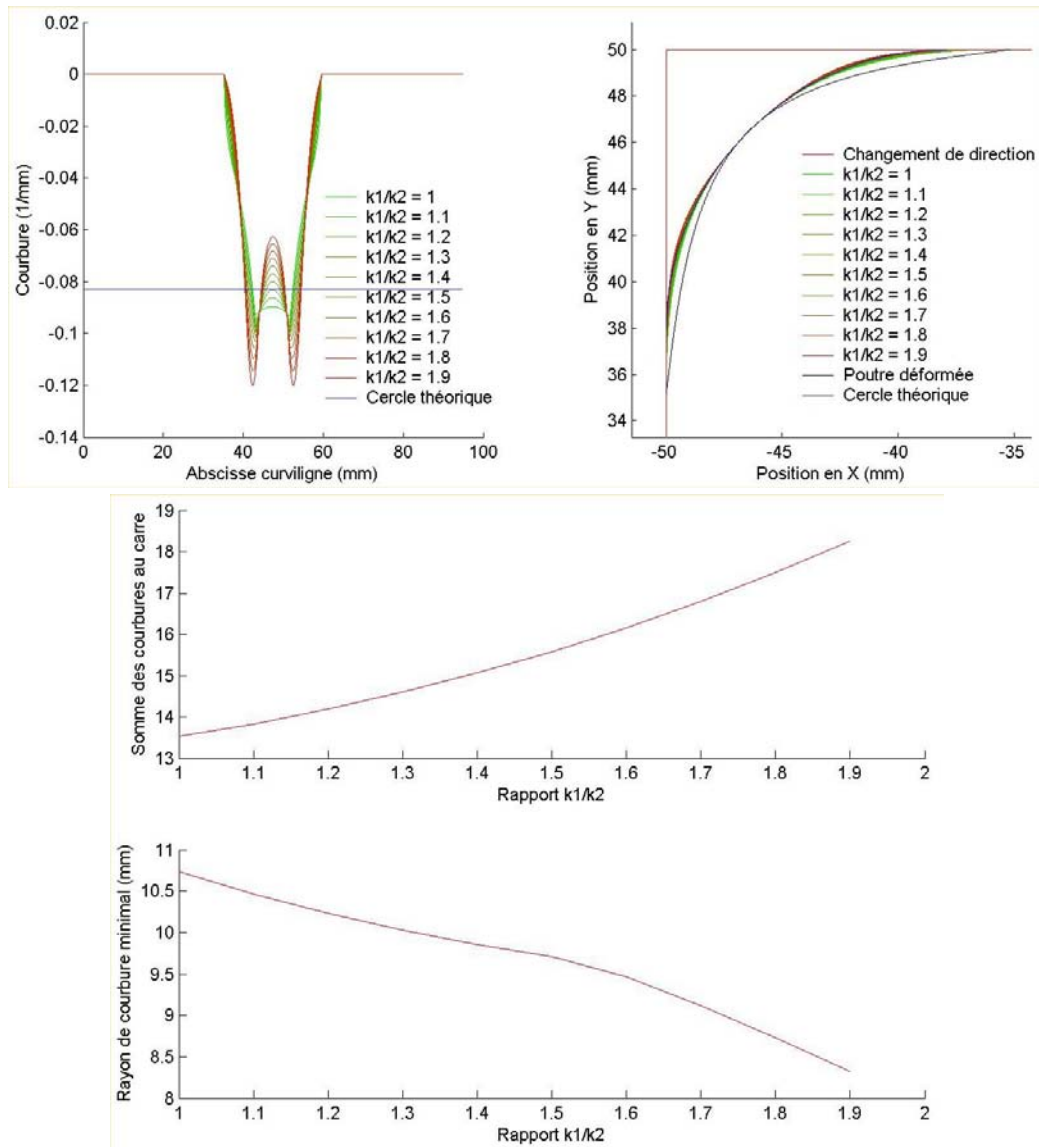 0.02
0
-0.02
-0.04
-0.06
-0.08
-0.1
-0.12
-0.14
Courbure (1/mm)
k1/k2 = 1
k1/k2 = 1.1
k1/k2 = 1.2
k1/k2 = 1.3
k1/k2 = 1.4
k1/k2 = 1.5
k1/k2 = 1.6
k1/k2 = 1.7
k1/k2 = 1.8
k1/k2 = 1.9
Cercle théorique
0 20 40 60 80 100
Abscisse curviligne (mm)
50
48
46
44
42
40
38
36
34
Position en Y (mm)
Changement de direction
k1/k2 = 1
k1/k2 = 1.1
k1/k2 = 1.2
k1/k2 = 1.3
k1/k2 = 1.4
k1/k2 = 1.5
k1/k2 = 1.6
k1/k2 = 1.7
k1/k2 = 1.8
k1/k2 = 1.9
Poutre déformée
Cercle théorique
-50 -45 -40 -35
Position en X (mm)
19
18
17
16
15
14
13
Somme des courbures au carre
1 1.1 1.2 1.3 1.4 1.5 1.6 1.7 1.8 1.9 2
Rapport k1/k2
11
10.5
10
9.5
9
8.5
8
Rayon de courbure minimal (mm)
1 1.1 1.2 1.3 1.4 1.5 1.6 1.7 1.8 1.9 2
Rapport k1/k2